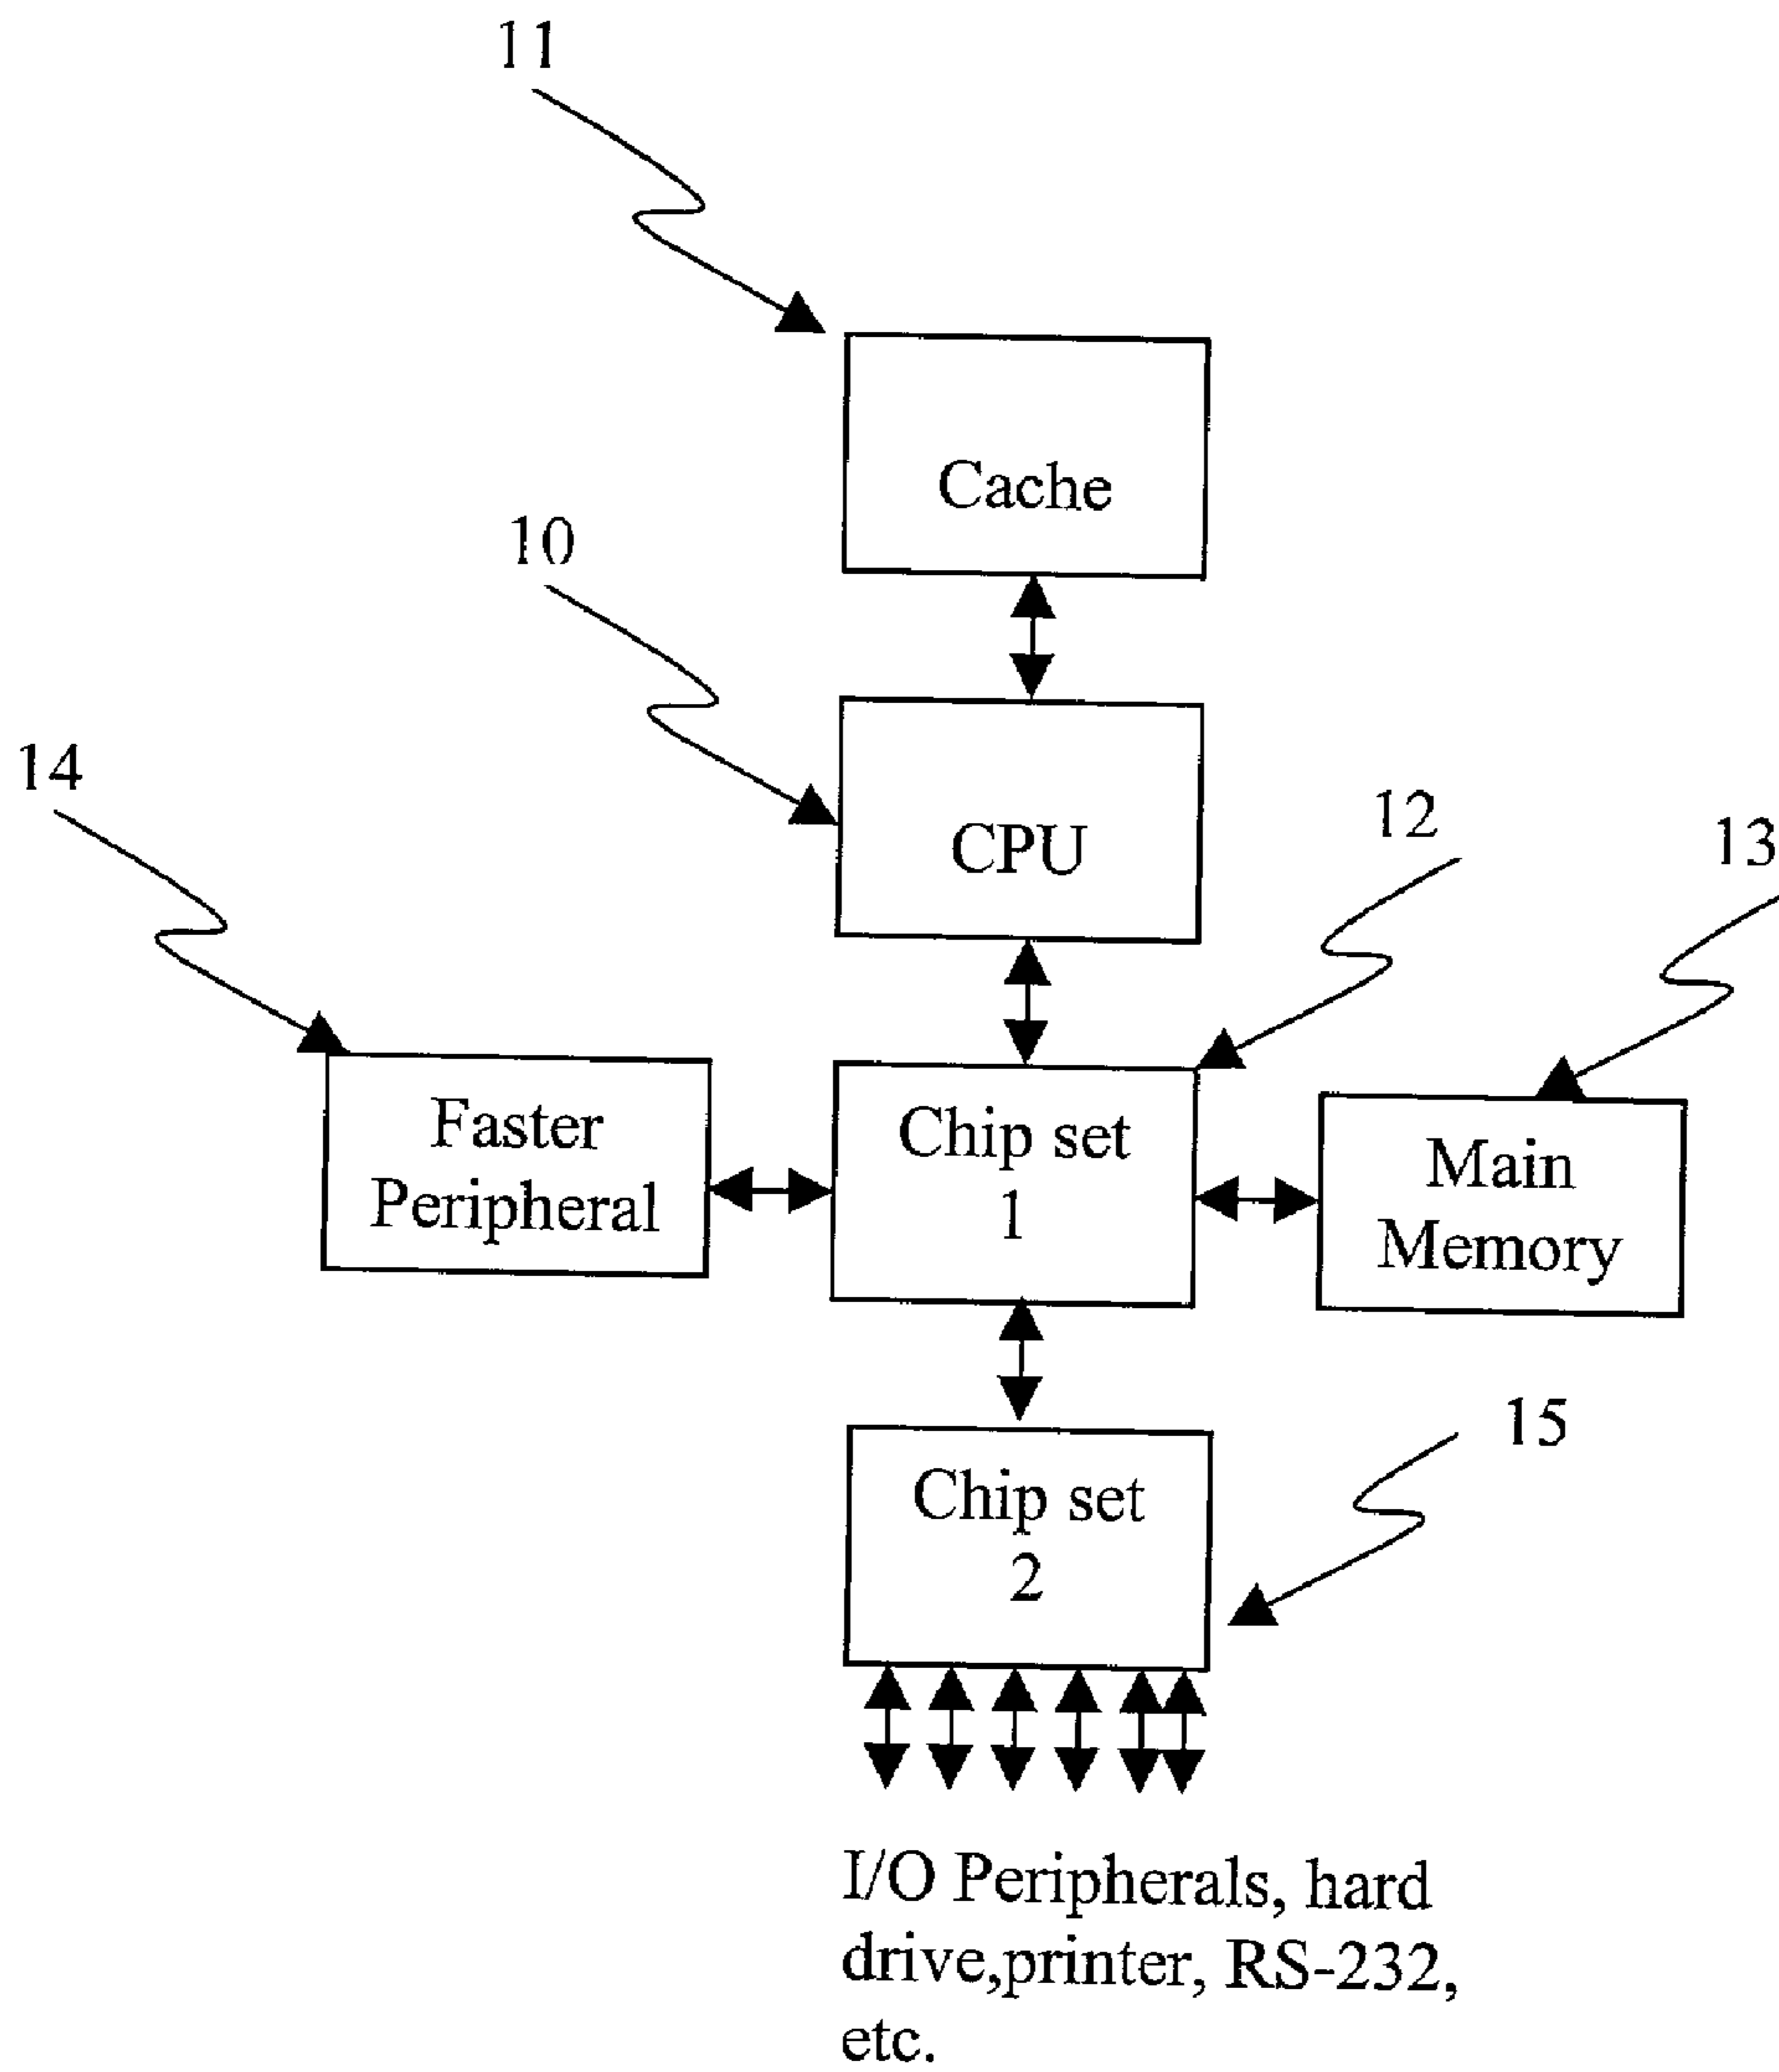 11
Cache
10
CPU
14
12
13
Faster
Peripheral
Chip set
1
Main
Memory
15
Chip set
2
I/O Peripherals, hard
drive,printer, RS-232,
etc.